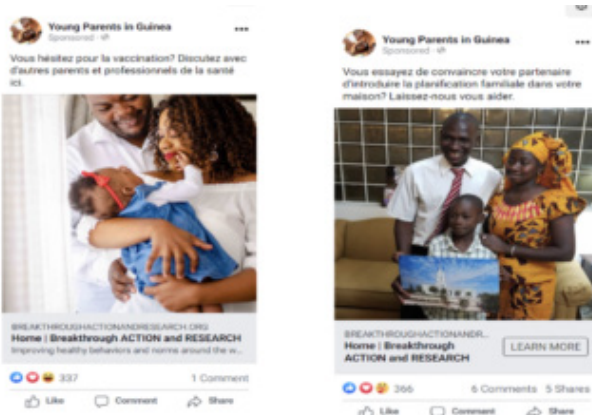 Young Parents in Guinea
Sponsored
Vous hésitez pour la vaccination? Discutez avec
d'autres parents et professionnels de la santé
ici.
BREAKTHROUGHACTIONANDRESEARCH.ORG
Home | Breakthrough ACTION and RESEARCH
Improving healthy behaviors and norms around the w...
337
1 Comment
Like Comment Share
Young Parents in Guinea
Sponsored
Vous essayez de convaincre votre partenaire
d'introduire la planification familiale dans votre
maison? Laissez-nous vous aider.
BREAKTHROUGHACTIONANDR...
Home | Breakthrough
ACTION and RESEARCH
LEARN MORE
366
6 Comments 5 Shares
Like Comment Share